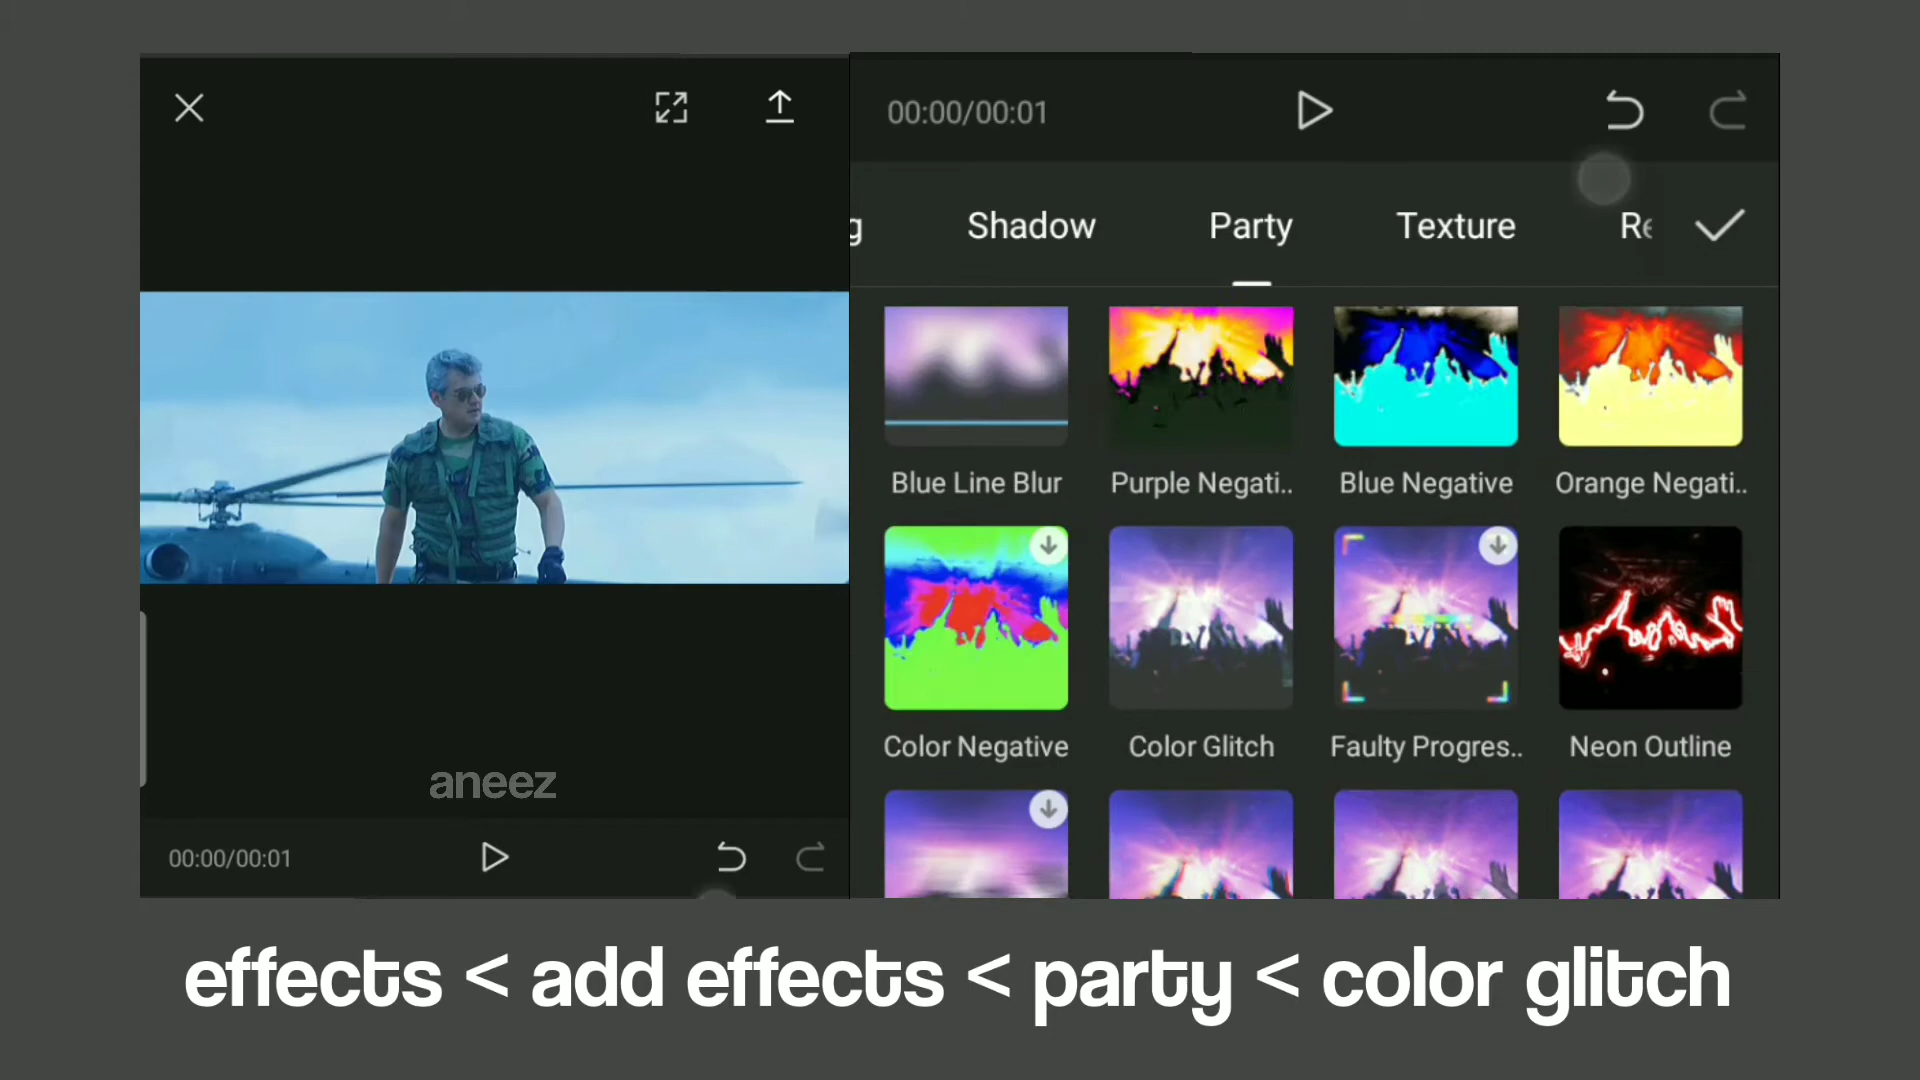 00:00/00:01
g Shadow Party Texture Re
Blue Line Blur Purple Negati.. Blue Negative Orange Negati..
Color Negative Color Glitch Faulty Progres.. Neon Outline
aneez
00:00/00:01
effects < add effects < party < color glitch